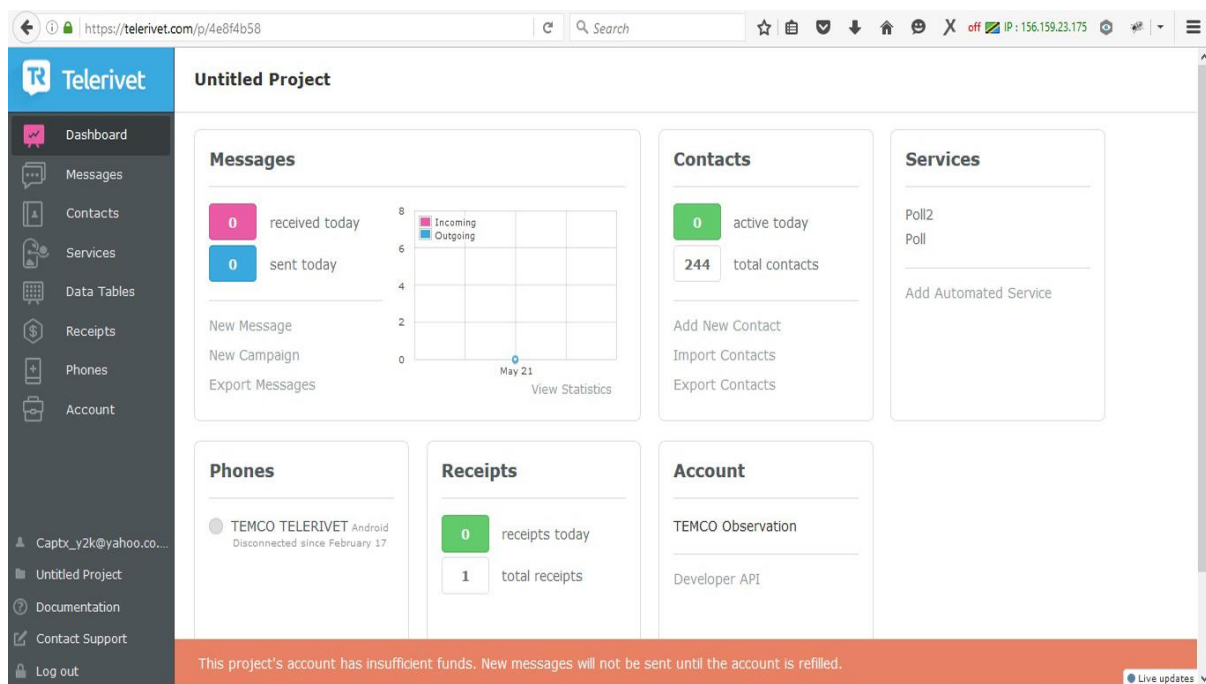 https://telerivet.com/p/4e8f4b58
Search
off IP : 156.159.23.175
Telerivet
Untitled Project
Dashboard
Messages
Contacts
Services
Data Tables
Receipts
Phones
Account
Captx_y2k@yahoo.co....
Untitled Project
Documentation
Contact Support
Log out
Messages
0 received today
0 sent today
New Message
New Campaign
Export Messages
8
6
4
2
0
Incoming
Outgoing
May 21
View Statistics
Contacts
0 active today
244 total contacts
Add New Contact
Import Contacts
Export Contacts
Services
Poll2
Poll
Add Automated Service
Phones
TEMCO TELERIVET Android
Disconnected since February 17
Receipts
0 receipts today
1 total receipts
Account
TEMCO Observation
Developer API
This project's account has insufficient funds. New messages will not be sent until the account is refilled.
Live updates